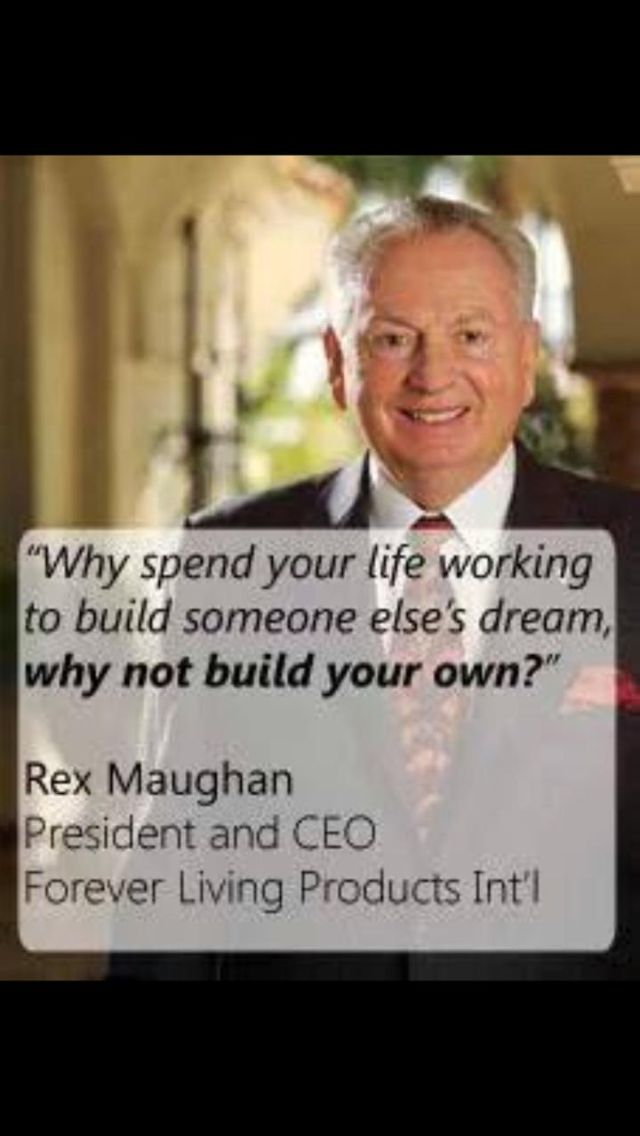 “Why spend your life working
to build someone else’s dream,
why not build your own?”
Rex Maughan
President and CEO
Forever Living Products Int’l